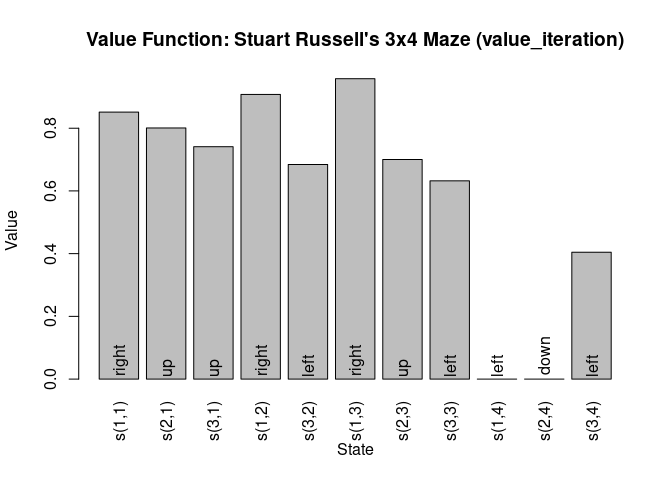 Value Function: Stuart Russell's 3x4 Maze (value_iteration)
Value
0.8
0.6
0.4
0.2
0.0
right
up
up
right
left
right
up
left
left
down
left
s(1,1)
s(2,1)
s(3,1)
s(1,2)
s(3,2)
s(1,3)
s(2,3)
s(3,3)
s(1,4)
s(2,4)
s(3,4)
State